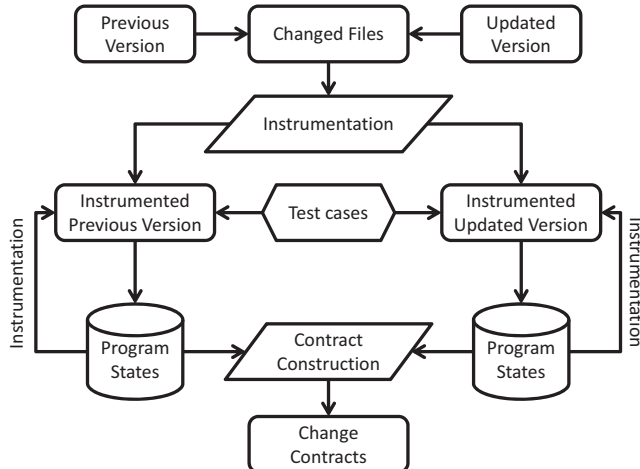 Previous
Version
Changed Files
Updated
Version
Instrumentation
Instrumented
Previous Version
Test cases
Instrumented
Updated Version
Instrumentation
Instrumentation
Program
States
Contract
Construction
Program
States
Change
Contracts